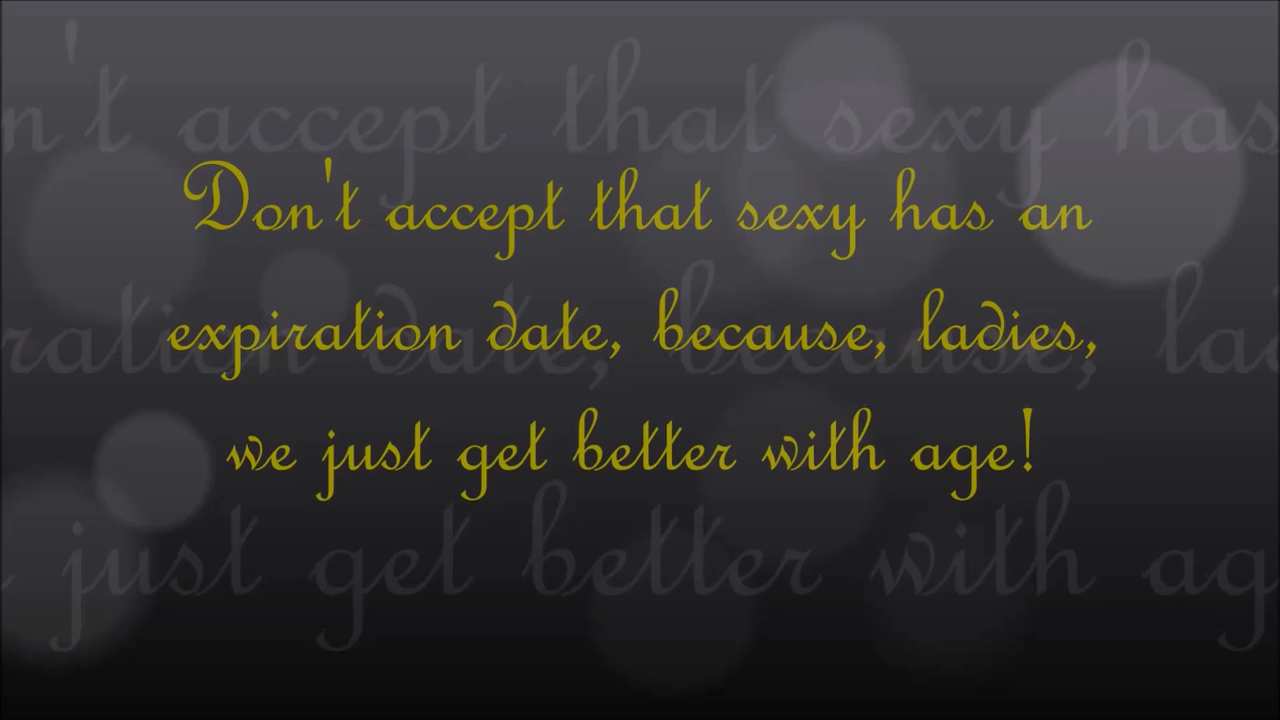 Don't accept that sexy has an
expiration date, because, ladies,
we just get better with age!